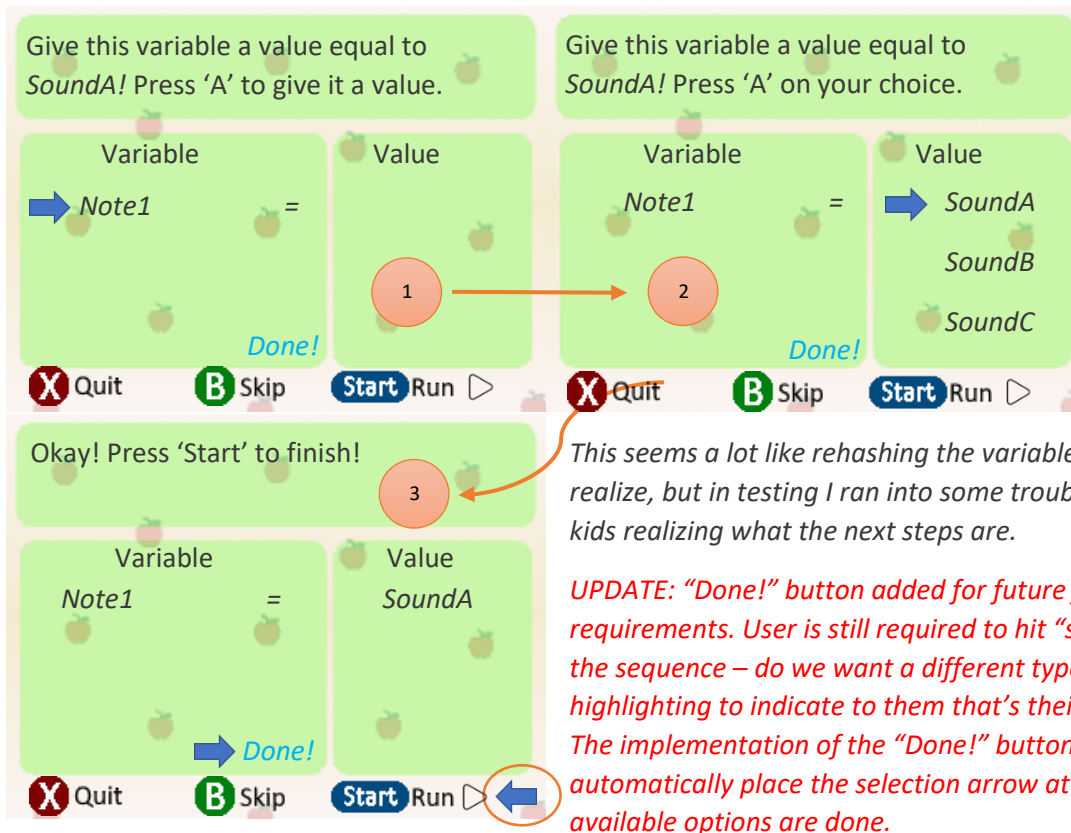 Give this variable a value equal to
SoundA! Press ‘A’ to give it a value.
Variable
Value
Note1 =
1
Done!
X Quit B Skip Start Run
Give this variable a value equal to
SoundA! Press ‘A’ on your choice.
Variable
Value
Note1 = SoundA
SoundB
2
SoundC
Done!
X Quit B Skip Start Run
Okay! Press ‘Start’ to finish!
3
Variable
Value
Note1 = SoundA
Done!
X Quit B Skip Start Run
This seems a lot like rehashing the variable
realize, but in testing I ran into some
kids realizing what the next steps are.
UPDATE: “Done!” button added for future
requirements. User is still required to hit
the sequence – do we want a different
highlighting to indicate to them that’s
The implementation of the “Done!” button
automatically place the selection arrow at
available options are done.